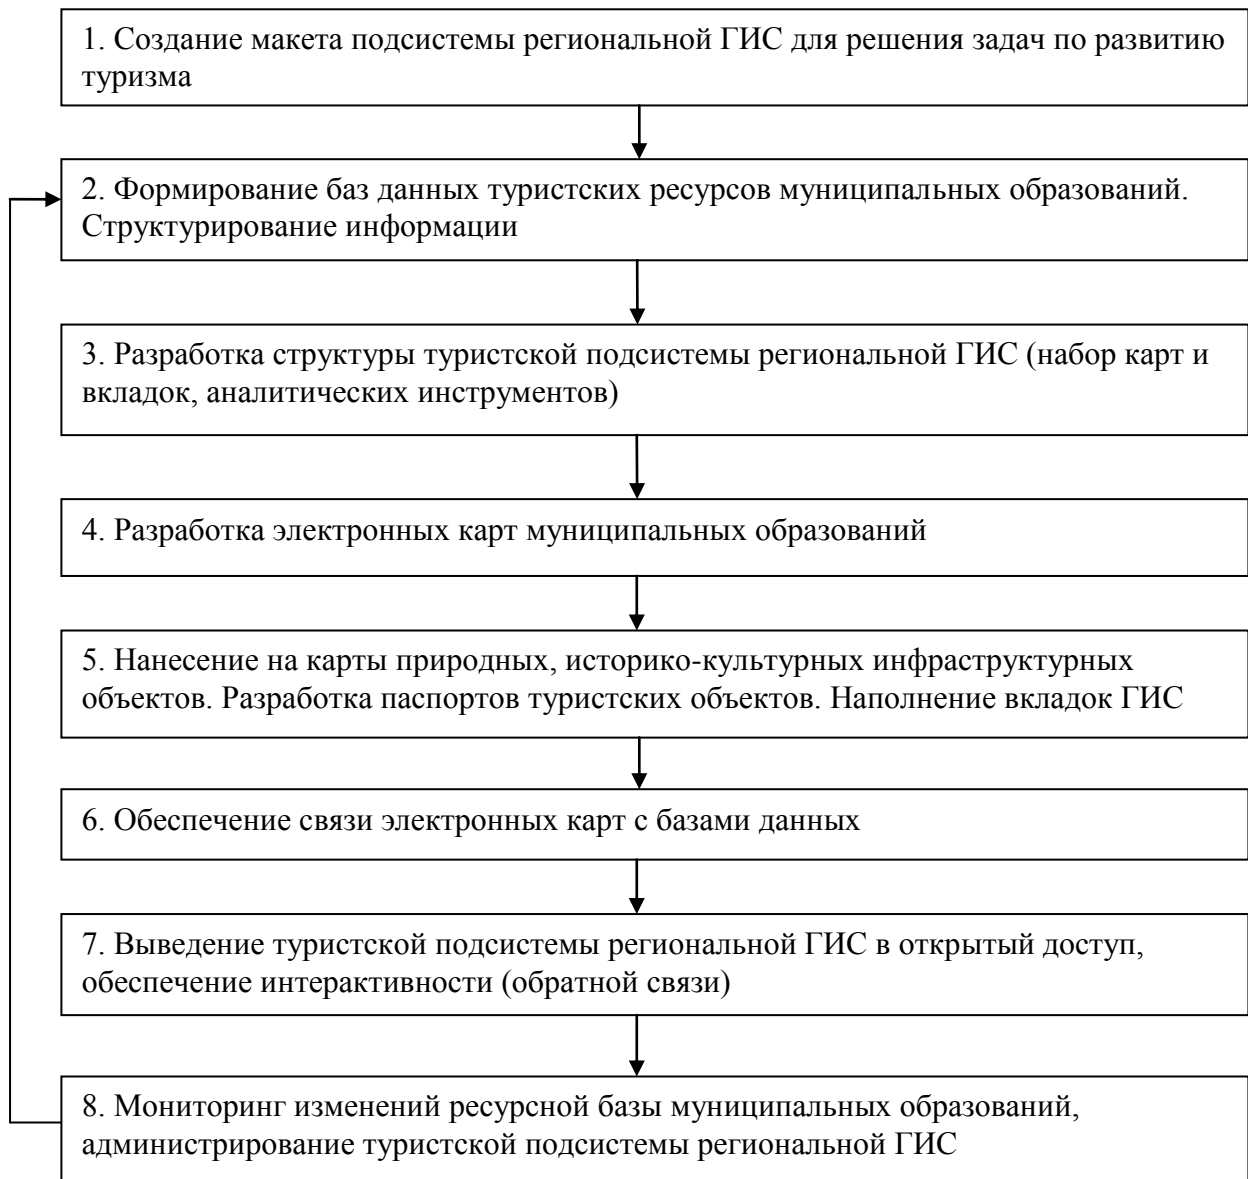 1. Создание макета подсистемы региональной ГИС для решения задач по развитию
туризма
2. Формирование баз данных туристских ресурсов муниципальных образований.
Структурирование информации
3. Разработка структуры туристской подсистемы региональной ГИС (набор карт и
вкладок, аналитических инструментов)
4. Разработка электронных карт муниципальных образований
5. Нанесение на карты природных, историко-культурных инфраструктурных
объектов. Разработка паспортов туристских объектов. Наполнение вкладок ГИС
6. Обеспечение связи электронных карт с базами данных
7. Выведение туристской подсистемы региональной ГИС в открытый доступ,
обеспечение интерактивности (обратной связи)
8. Мониторинг изменений ресурсной базы муниципальных образований,
администрирование туристской подсистемы региональной ГИС